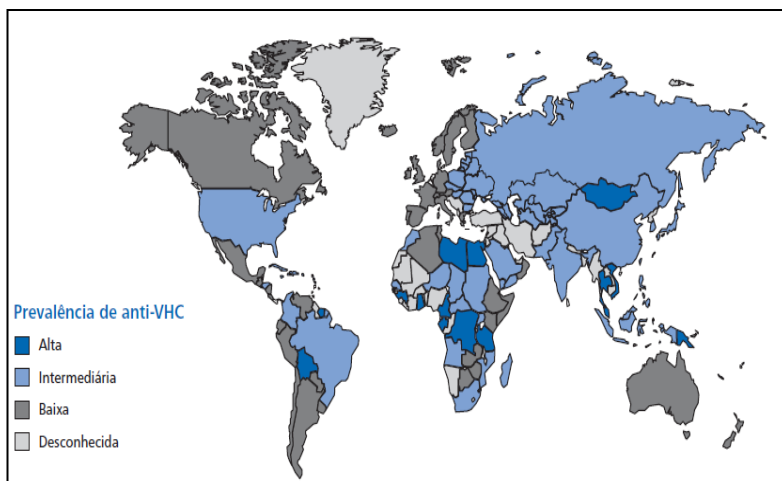 Prevalência de anti-VHC
Alta
Intermediária
Baixa
Desconhecida